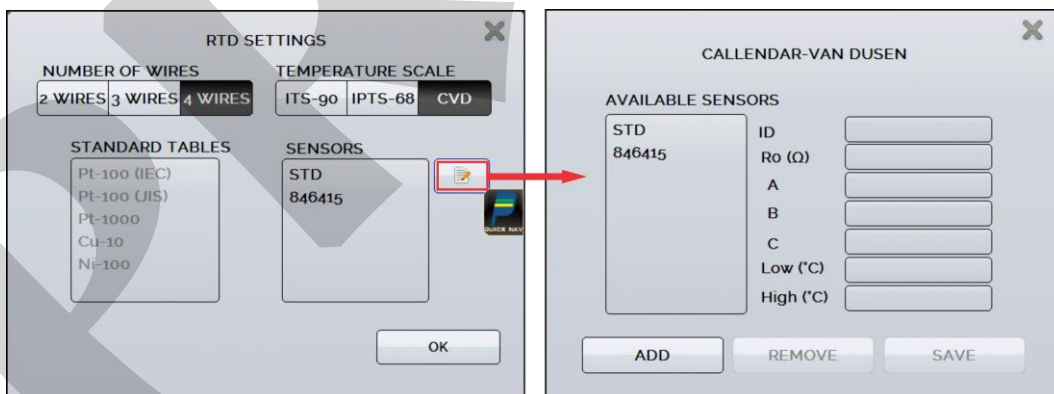 RTD SETTINGS
NUMBER OF WIRES
2 WIRES 3 WIRES 4 WIRES
TEMPERATURE SCALE
ITS-90 IPTS-68 CVD
STANDARD TABLES
Pt-100 (IEC)
Pt-100 (JIS)
Pt-1000
Cu-10
Ni-100
SENSORS
STD
846415
QUICK NAV
OK
CALLENDAR-VAN DUSEN
AVAILABLE SENSORS
STD
846415
ID
Ro (Ω)
A
B
C
Low (°C)
High (°C)
ADD REMOVE SAVE